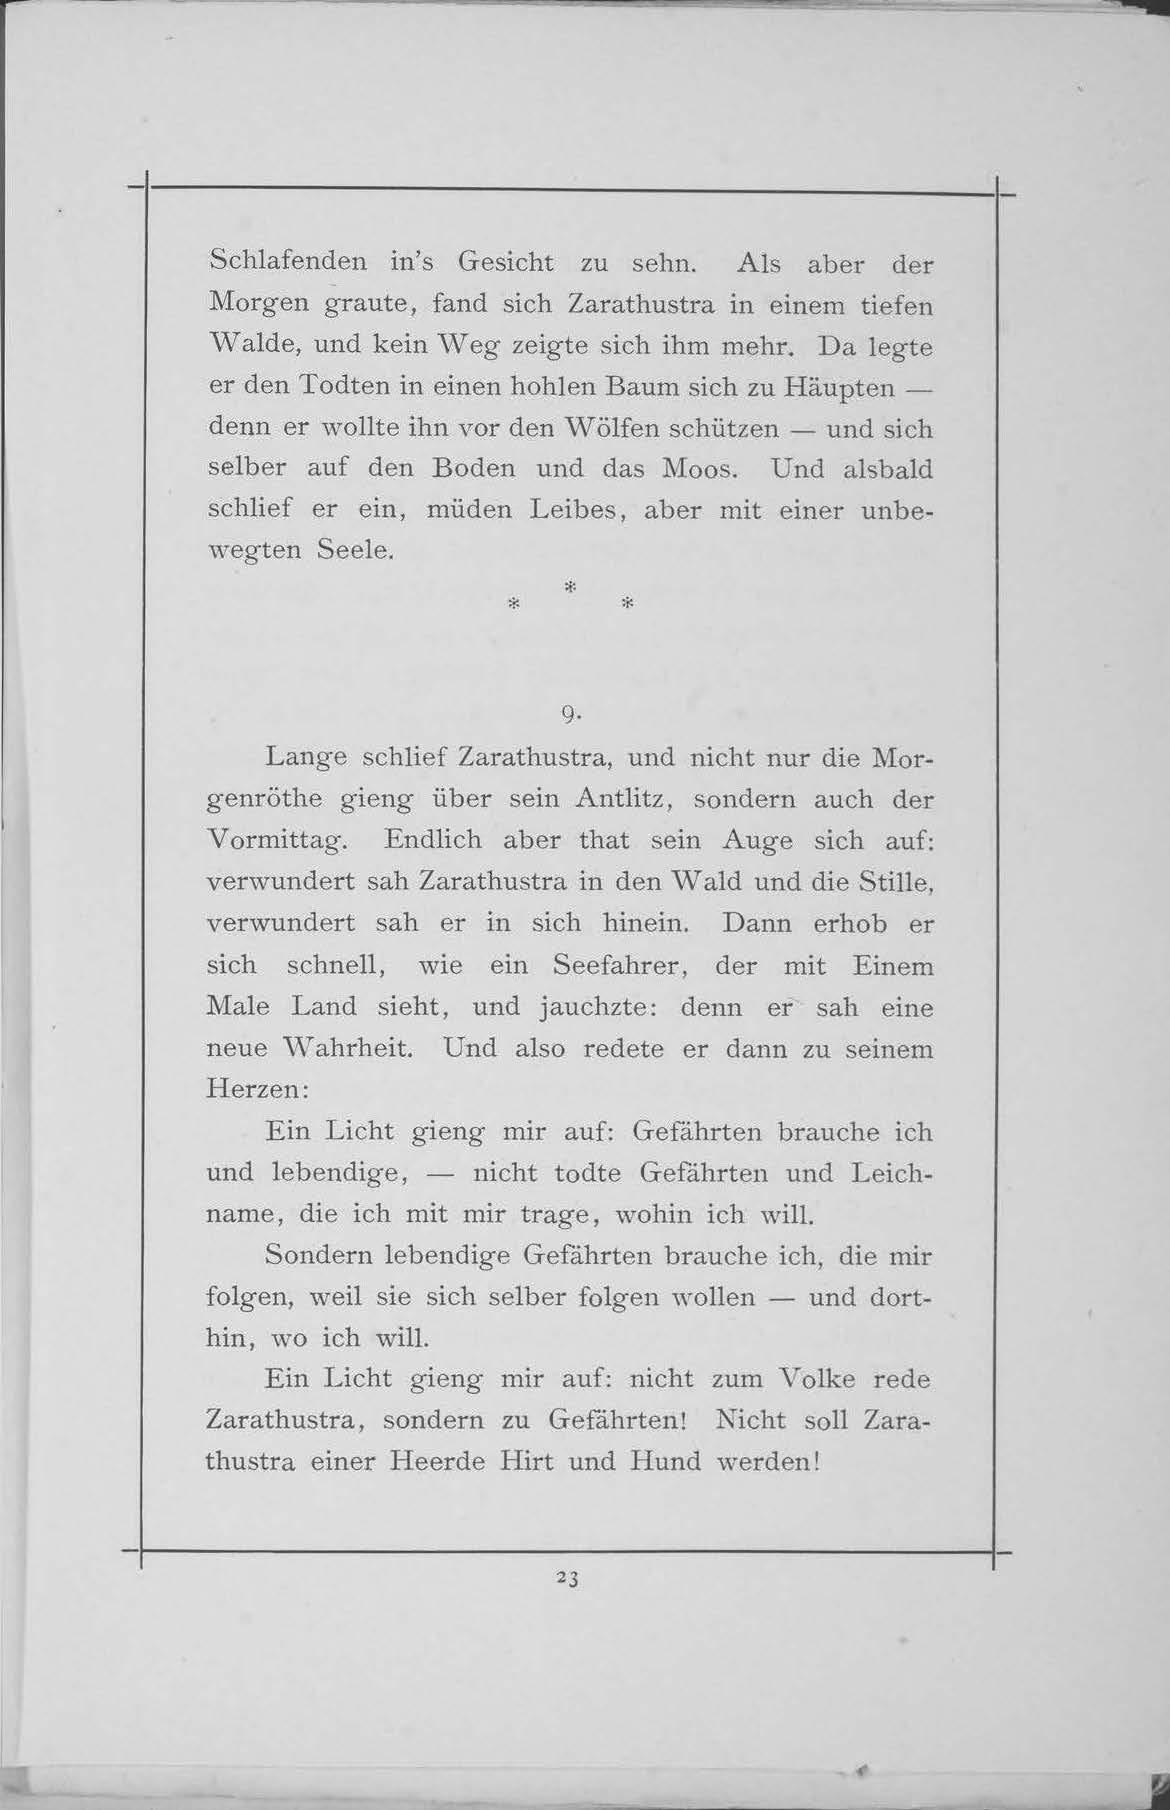 Schlafenden in's Gesicht zu sehn. Als aber der
Morgen graute, fand sich Zarathustra in einem tiefen
Walde, und kein Weg zeigte sich ihm mehr. Da legte
er den Todten in einen hohlen Baum sich zu Häupten —
denn er wollte ihn vor den Wölfen schützen — und sich
selber auf den Boden und das Moos. Und alsbald
schlief er ein, müden Leibes, aber mit einer unbe-
wegten Seele.
* * *
9.
Lange schlief Zarathustra, und nicht nur die Mor-
genröthe gieng über sein Antlitz, sondern auch der
Vormittag. Endlich aber that sein Auge sich auf:
verwundert sah Zarathustra in den Wald und die Stille,
verwundert sah er in sich hinein. Dann erhob er
sich schnell, wie ein Seefahrer, der mit Einem
Male Land sieht, und jauchzte: denn er sah eine
neue Wahrheit. Und also redete er dann zu seinem
Herzen:
Ein Licht gieng mir auf: Gefährten brauche ich
und lebendige, — nicht todte Gefährten und Leich-
name, die ich mit mir trage, wohin ich will.
Sondern lebendige Gefährten brauche ich, die mir
folgen, weil sie sich selber folgen wollen — und dort-
hin, wo ich will.
Ein Licht gieng mir auf: nicht zum Volke rede
Zarathustra, sondern zu Gefährten! Nicht soll Zara-
thustra einer Heerde Hirt und Hund werden!
23